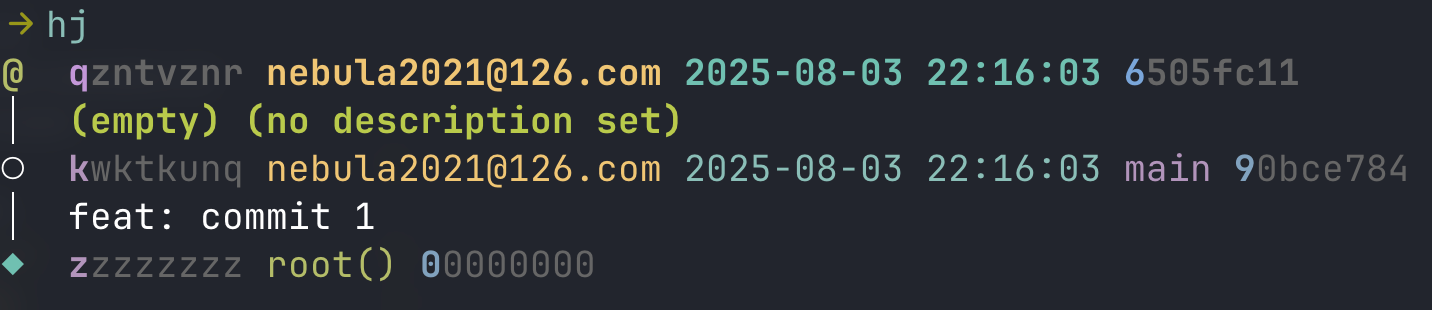 → hj
@ qzntvznr nebula2021@126.com 2025-08-03 22:16:03 6505fc11
(empty) (no description set)
○ kwktkunq nebula2021@126.com 2025-08-03 22:16:03 main 90bce784
feat: commit 1
◆ zzzzzzzz root() 00000000